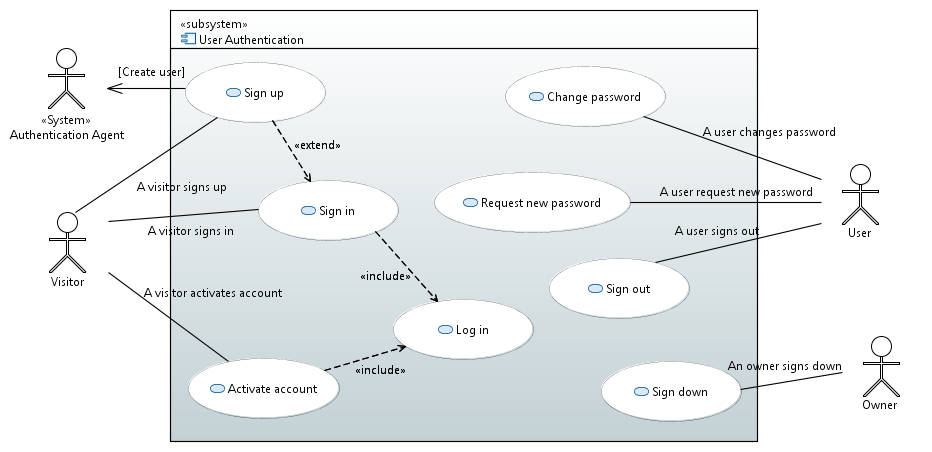 «subsystem»
User Authentication
[Create user]
Sign up
Change password
«System»
Authentication Agent
A user changes password
«extend»
A visitor signs up
A user request new password
Sign in
Request new password
A visitor signs in
A user signs out
User
Visitor
«include»
A visitor activates account
Sign out
Log in
An owner signs down
«include»
Activate account
Sign down
Owner